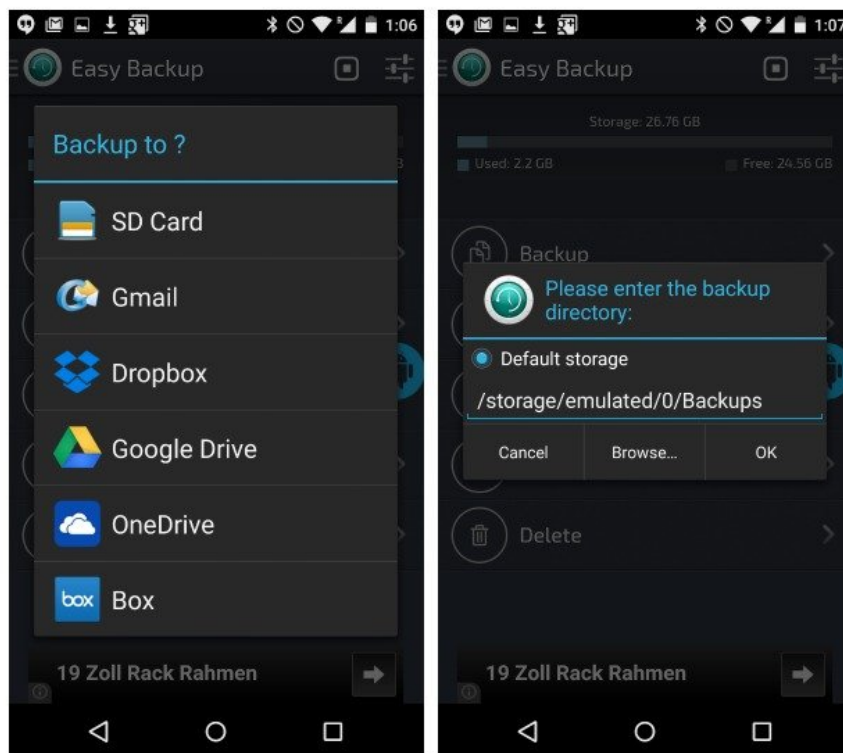 1:06
Easy Backup
Backup to ?
SD Card
Gmail
Dropbox
Google Drive
OneDrive
box Box
19 Zoll Rack Rahmen
1:07
Easy Backup
Storage: 26.76 GB
Used: 2.2 GB Free: 24.56 GB
Backup
Please enter the backup
directory:
Default storage
/storage/emulated/0/Backups
Cancel Browse... OK
Delete
19 Zoll Rack Rahmen